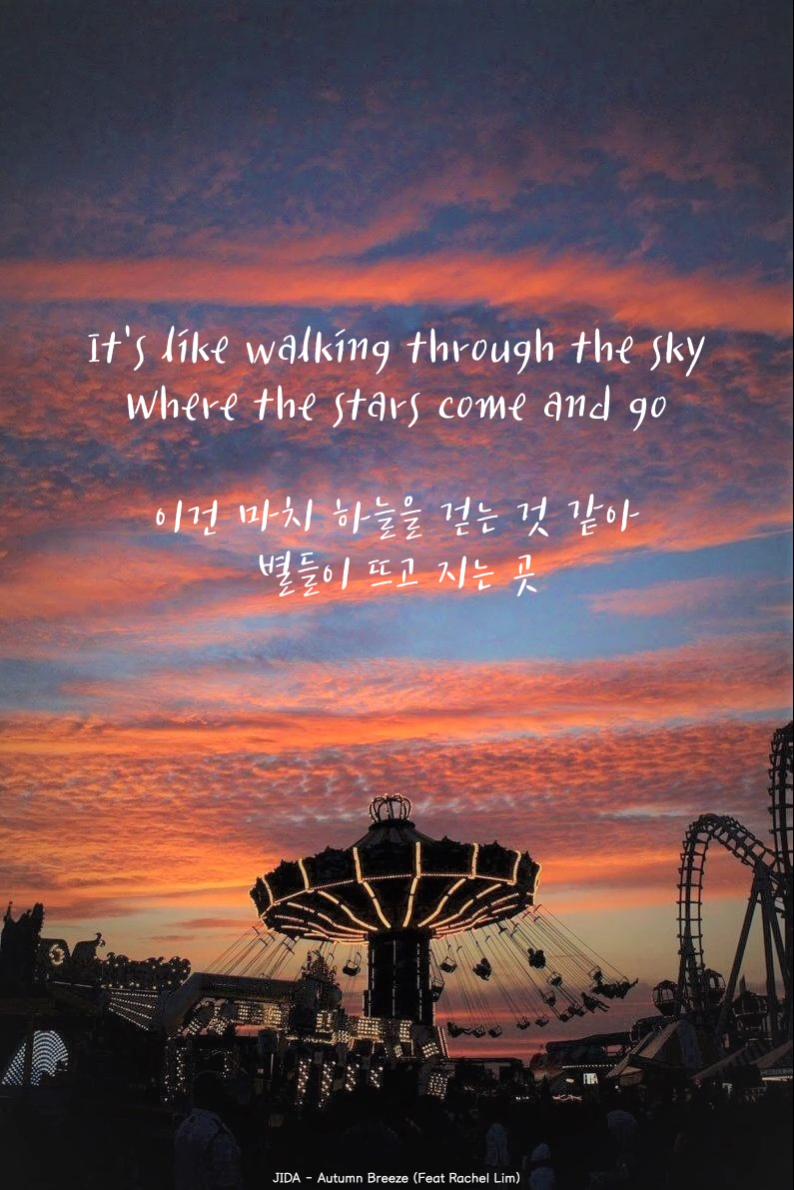 It's like walking through the sky
Where the stars come and go
이건 마치 하늘을 걷는 것 같아
별들이 뜨고 지는 곳
JIDA - Autumn Breeze (Feat Rachel Lim)